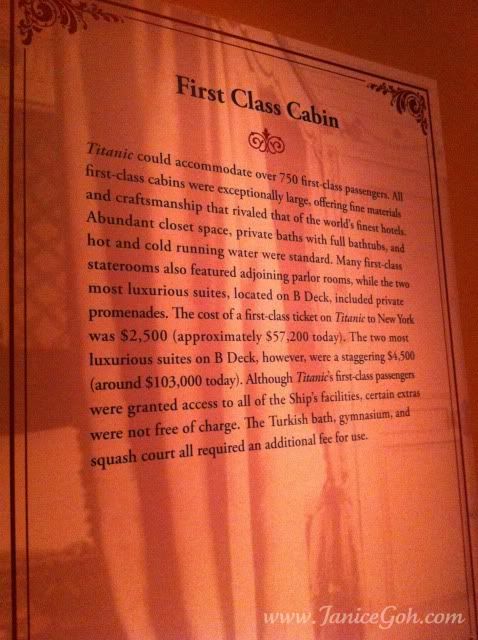 First Class Cabin
Titanic could accommodate over 750 first-class passengers. All
first-class cabins were exceptionally large, offering fine materials
and craftsmanship that rivaled that of the world's finest hotels.
Abundant closet space, private baths with full bathtubs, and
hot and cold running water were standard. Many first-class
staterooms also featured adjoining parlor rooms, while the two
most luxurious suites, located on B Deck, included private
promenades. The cost of a first-class ticket on Titanic to New York
was $2,500 (approximately $57,200 today). The two most
luxurious suites on B Deck, however, were a staggering $4,500
(around $103,000 today). Although Titanic's first-class passengers
were granted access to all of the Ship's facilities, certain extras
were not free of charge. The Turkish bath, gymnasium, and
squash court all required an additional fee for use.
www.JaniceGoh.com